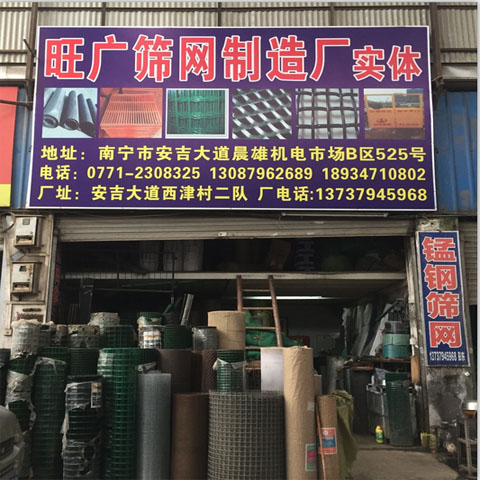 旺广筛网制造厂实体
地址：南宁市安吉大道晨雄机电市场B区525号
电话：0771-2308325 13087962689 18934710802
厂址：安吉大道西津村二队 厂电话:13737945968
锰钢筛网
13737945968